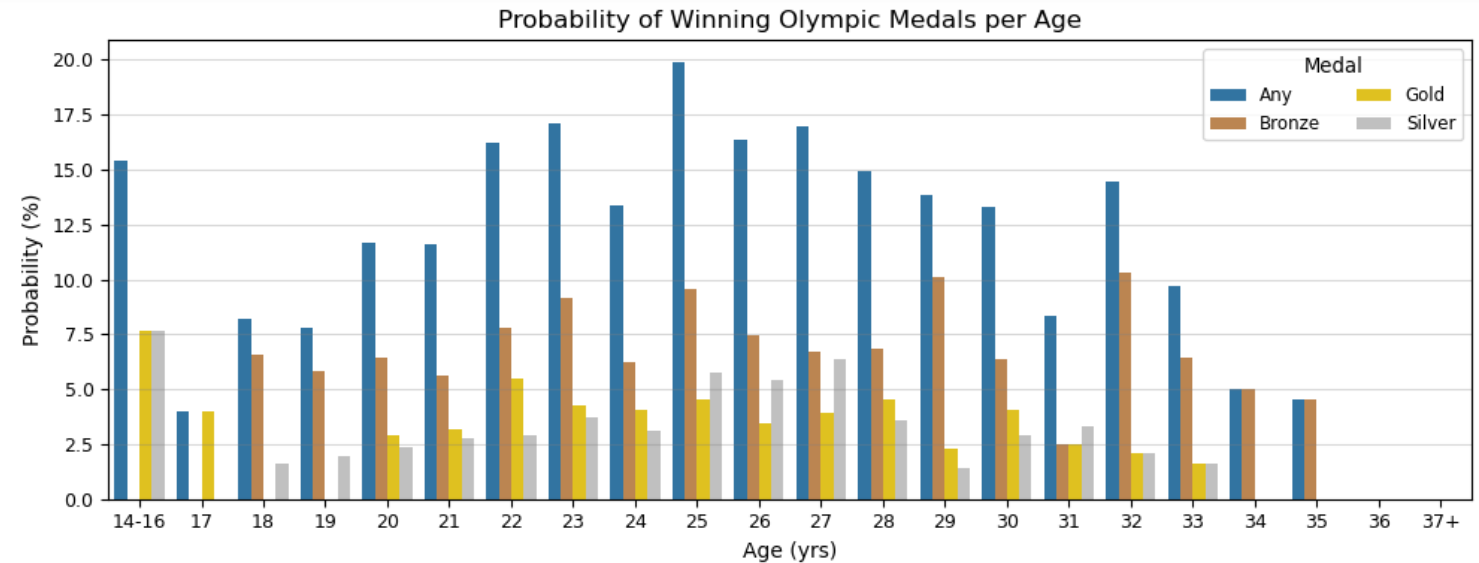 Probability of Winning Olympic Medals per Age
Medal
Any Gold
Bronze Silver
20.0
17.5
15.0
12.5
10.0
7.5
5.0
2.5
0.0
Probability (%)
14-16 17 18 19 20 21 22 23 24 25 26 27 28 29 30 31 32 33 34 35 36 37+
Age (yrs)